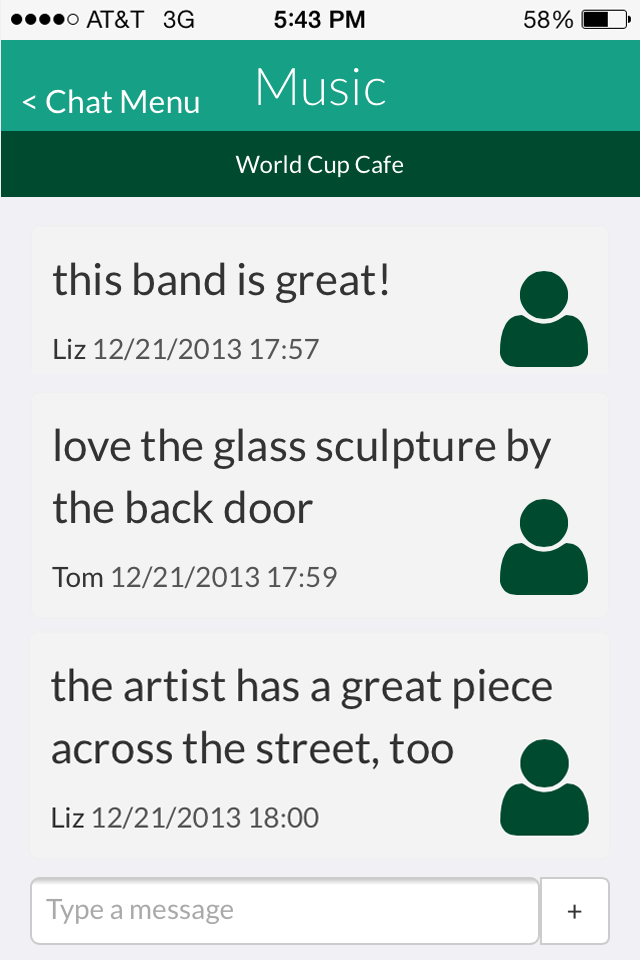 AT&T 3G 5:43 PM 58%
< Chat Menu Music
World Cup Cafe
this band is great!
Liz 12/21/2013 17:57
love the glass sculpture by
the back door
Tom 12/21/2013 17:59
the artist has a great piece
across the street, too
Liz 12/21/2013 18:00
Type a message +